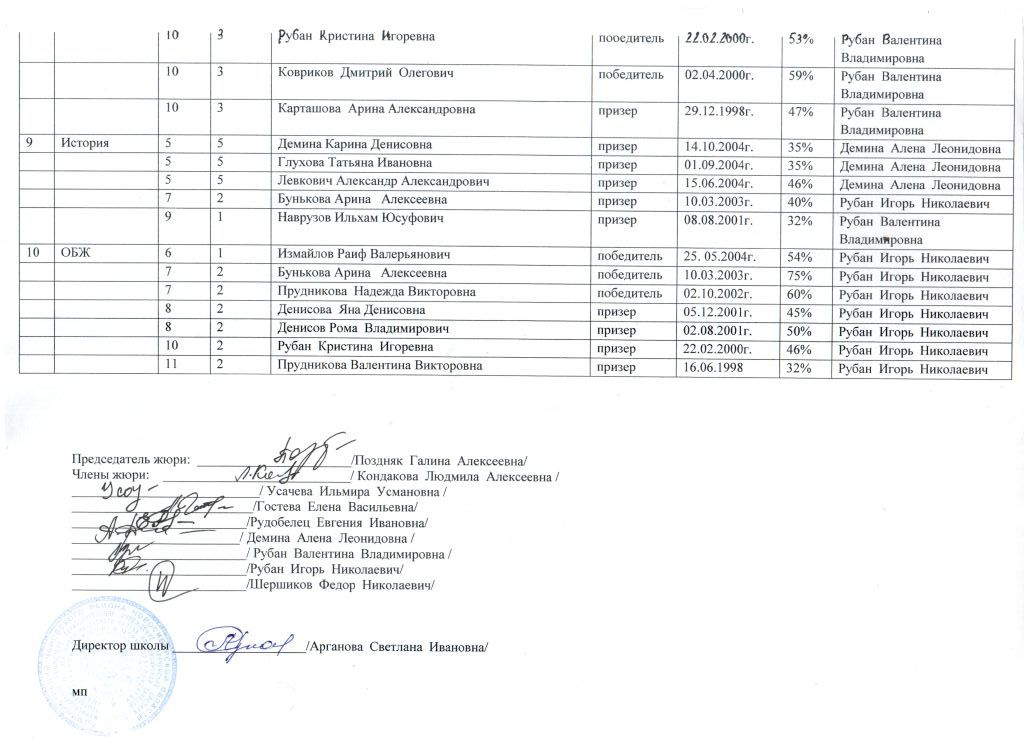 10 3 Рубан Кристина Игоревна победитель 22.02.2000г. 53% Рубан Валентина
Владимировна
10 3 Ковриков Дмитрий Олегович победитель 02.04.2000г. 59% Рубан Валентина
Владимировна
10 3 Карташова Арина Александровна призер 29.12.1998г. 47% Рубан Валентина
Владимировна
9 История 5 5 Демина Карина Денисовна призер 14.10.2004г. 35% Демина Алена Леонидовна
5 5 Глухова Татьяна Ивановна призер 01.09.2004г. 35% Демина Алена Леонидовна
5 5 Левкович Александр Александрович призер 15.06.2004г. 46% Демина Алена Леонидовна
7 2 Бунькова Арина Алексеевна призер 10.03.2003г. 40% Рубан Игорь Николаевич
9 1 Наврузов Ильхам Юсуфович призер 08.08.2001г. 32% Рубан Валентина
Владимировна
10 ОБЖ 6 1 Измайлов Раиф Валерьянович победитель 25. 05.2004г. 54% Рубан Игорь Николаевич
7 2 Бунькова Арина Алексеевна победитель 10.03.2003г. 75% Рубан Игорь Николаевич
7 2 Прудникова Надежда Викторовна победитель 02.10.2002г. 60% Рубан Игорь Николаевич
8 2 Денисова Яна Денисовна призер 05.12.2001г. 45% Рубан Игорь Николаевич
8 2 Денисов Рома Владимирович призер 02.08.2001г. 50% Рубан Игорь Николаевич
10 2 Рубан Кристина Игоревна призер 22.02.2000г. 46% Рубан Игорь Николаевич
11 2 Прудникова Валентина Викторовна призер 16.06.1998 32% Рубан Игорь Николаевич
Председатель жюри: /Поздняк Галина Алексеевна/
Члены жюри: / Кондакова Людмила Алексеевна /
/ Усачева Ильмира Усмановна /
/Гостева Елена Васильевна/
/Рудобелец Евгения Ивановна/
/ Демина Алена Леонидовна /
/ Рубан Валентина Владимировна /
/Рубан Игорь Николаевич/
/Шершиков Федор Николаевич/
Директор школы /Арганова Светлана Ивановна/
мп